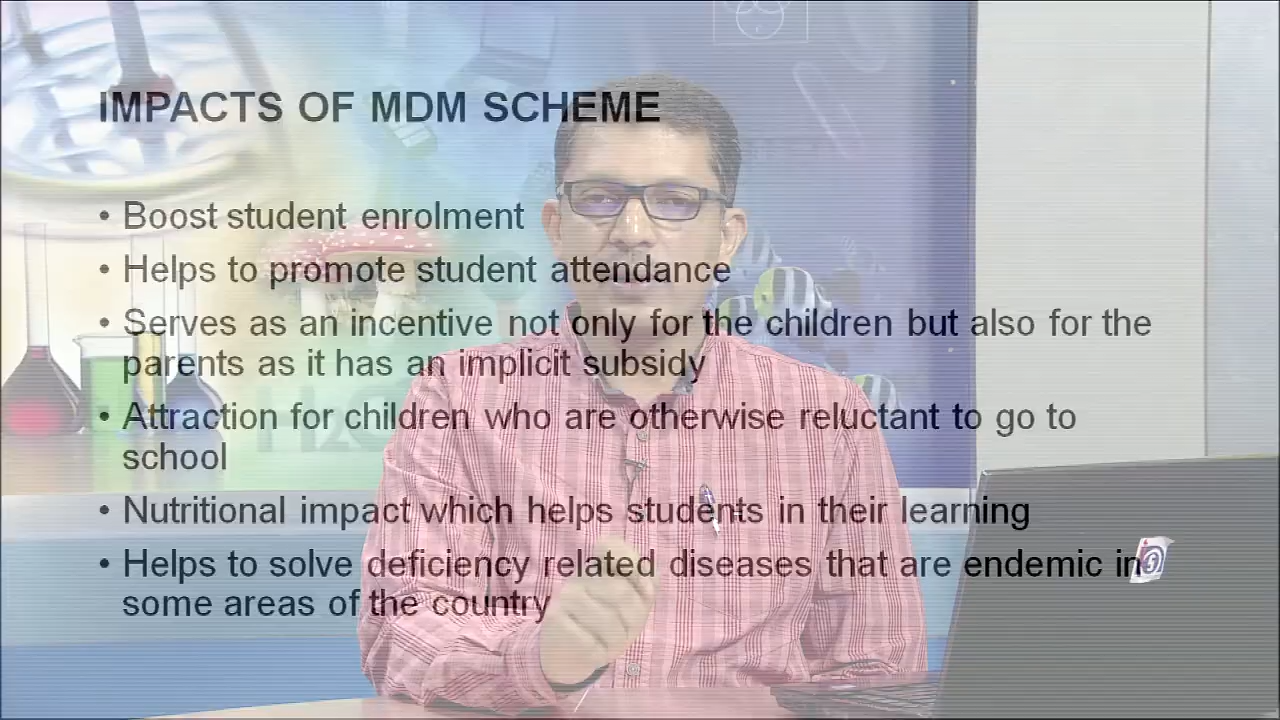 IMPACTS OF MDM SCHEME
• Boost student enrolment
• Helps to promote student attendance
• Serves as an incentive not only for the children but also for the
parents as it has an implicit subsidy
• Attraction for children who are otherwise reluctant to go to
school
• Nutritional impact which helps students in their learning
• Helps to solve deficiency related diseases that are endemic in
some areas of the country